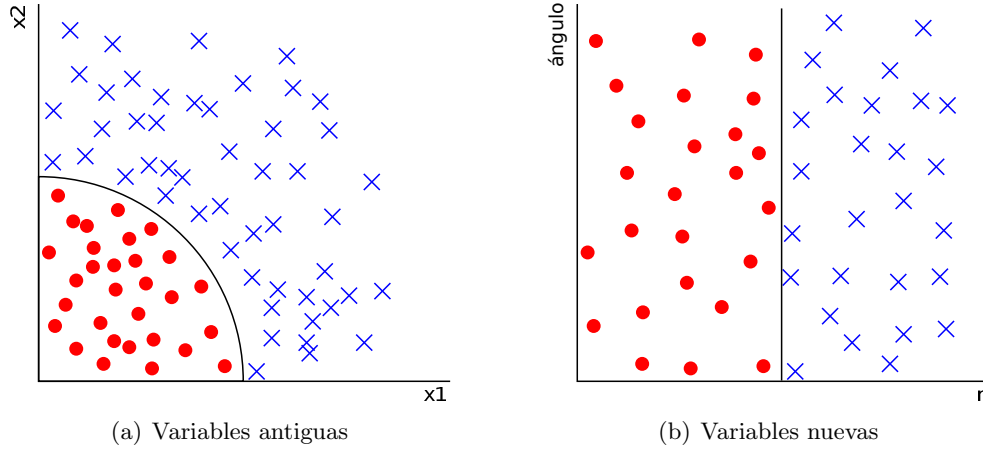 x2
x1
(a) Variables antiguas
ángulo
(b) Variables nuevas